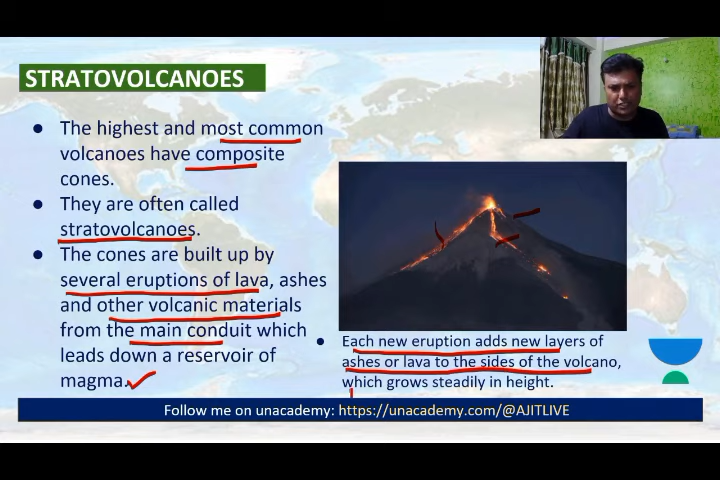 STRATOVOLCANOES
The highest and most common
volcanoes have composite
cones.
They are often called
stratovolcanoes.
The cones are built up by
several eruptions of lava, ashes
and other volcanic materials
from the main conduit which
leads down a reservoir of
magma.
Each new eruption adds new layers of
ashes or lava to the sides of the volcano,
which grows steadily in height.
Follow me on unacademy: https://unacademy.com/@AJITLIVE